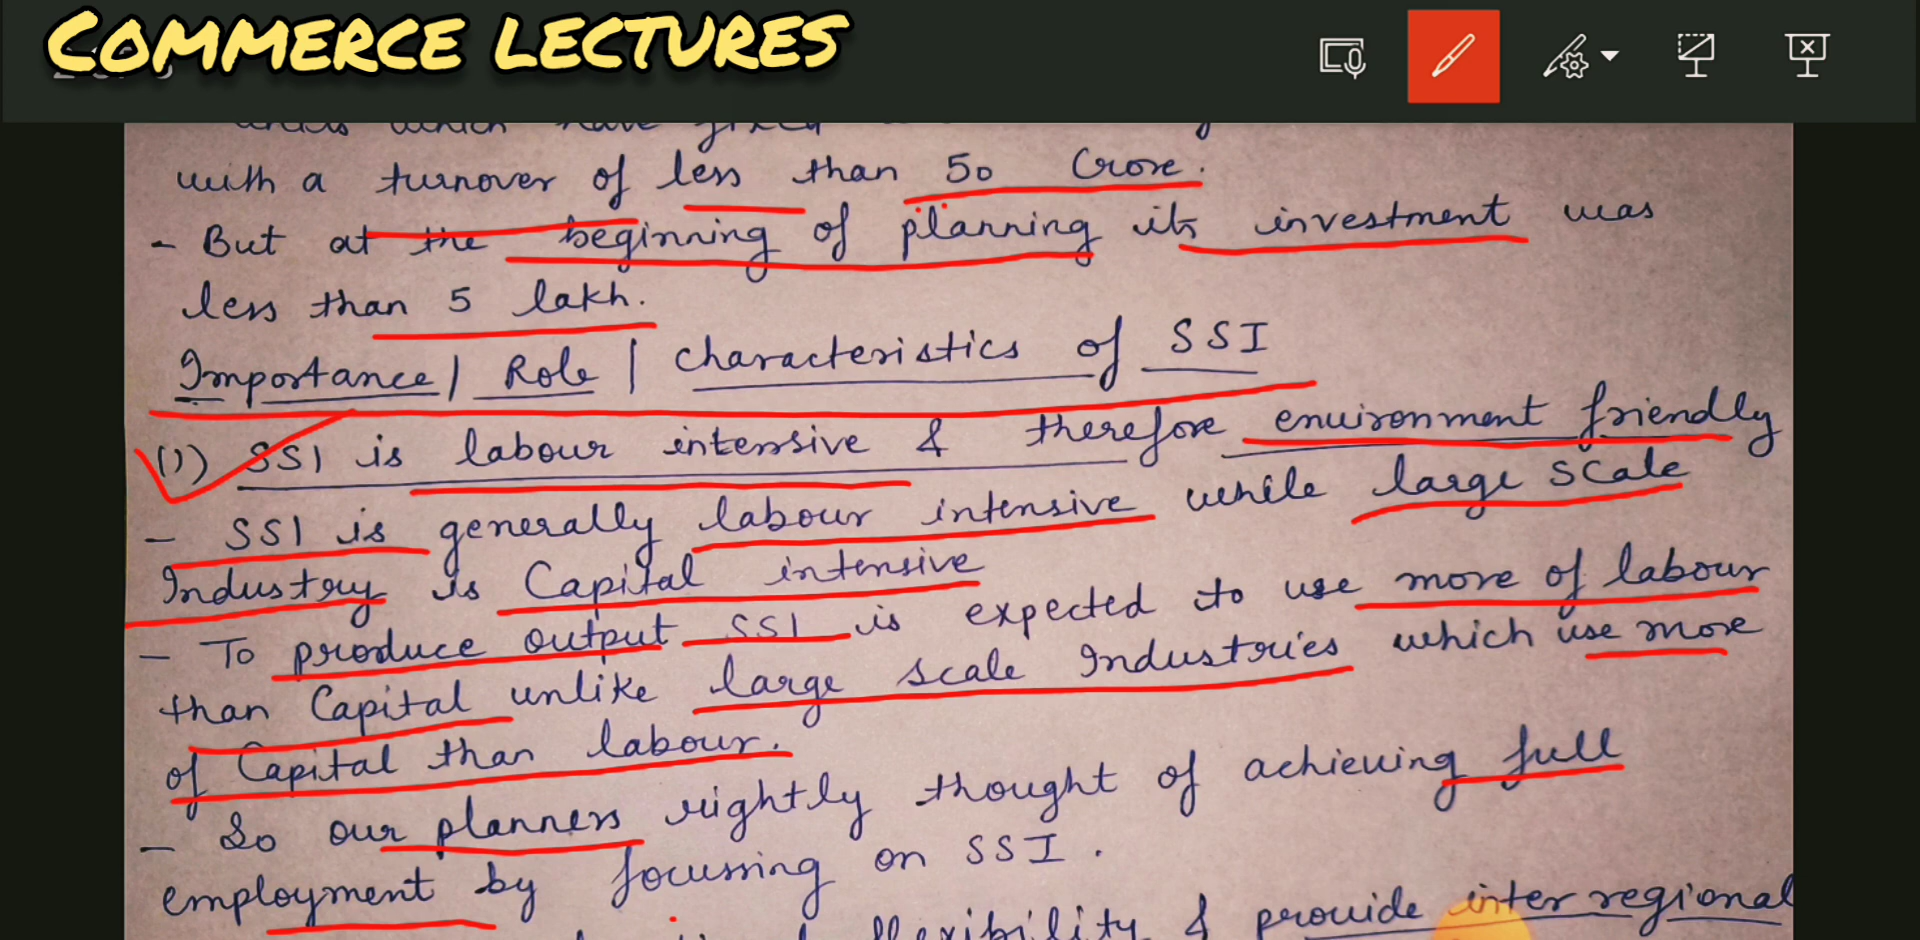 COMMERCE LECTURES
units which have fixed
with a turnover of less than 50 Crore.
- But at the beginning of planning its investment was
less than 5 lakh.
Importance | Role | characteristics of SSI
(1) SSI is labour intensive & therefore environment friendly
- SSI is generally labour intensive while large scale
Industry is Capital intensive
- To produce output SSI is expected to use more of labour
than Capital unlike large scale Industries which use more
of Capital than labour.
- So our planners rightly thought of achieving full
employment by focussing on SSI.
flexibility & provide inter regional